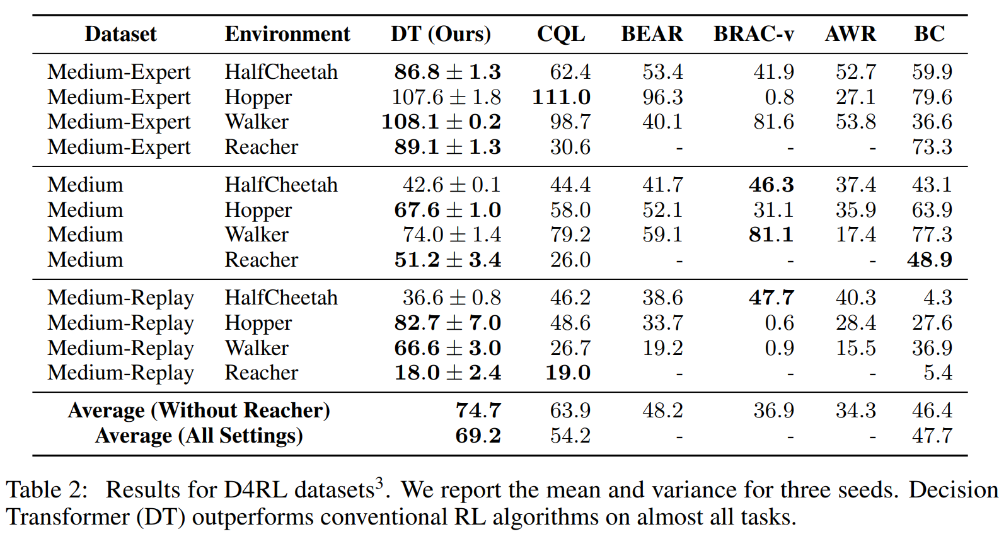 Dataset Environment DT (Ours) CQL BEAR BRAC-v AWR BC
Medium-Expert HalfCheetah 86.8 ± 1.3 62.4 53.4 41.9 52.7 59.9
Medium-Expert Hopper 107.6 ± 1.8 111.0 96.3 0.8 27.1 79.6
Medium-Expert Walker 108.1 ± 0.2 98.7 40.1 81.6 53.8 36.6
Medium-Expert Reacher 89.1 ± 1.3 30.6 - - - 73.3
Medium HalfCheetah 42.6 ± 0.1 44.4 41.7 46.3 37.4 43.1
Medium Hopper 67.6 ± 1.0 58.0 52.1 31.1 35.9 63.9
Medium Walker 74.0 ± 1.4 79.2 59.1 81.1 17.4 77.3
Medium Reacher 51.2 ± 3.4 26.0 - - - 48.9
Medium-Replay HalfCheetah 36.6 ± 0.8 46.2 38.6 47.7 40.3 4.3
Medium-Replay Hopper 82.7 ± 7.0 48.6 33.7 0.6 28.4 27.6
Medium-Replay Walker 66.6 ± 3.0 26.7 19.2 0.9 15.5 36.9
Medium-Replay Reacher 18.0 ± 2.4 19.0 - - - 5.4
Average (Without Reacher) 74.7 63.9 48.2 36.9 34.3 46.4
Average (All Settings) 69.2 54.2 - - - 47.7
Table 2: Results for D4RL datasets³. We report the mean and variance for three seeds. Decision
Transformer (DT) outperforms conventional RL algorithms on almost all tasks.